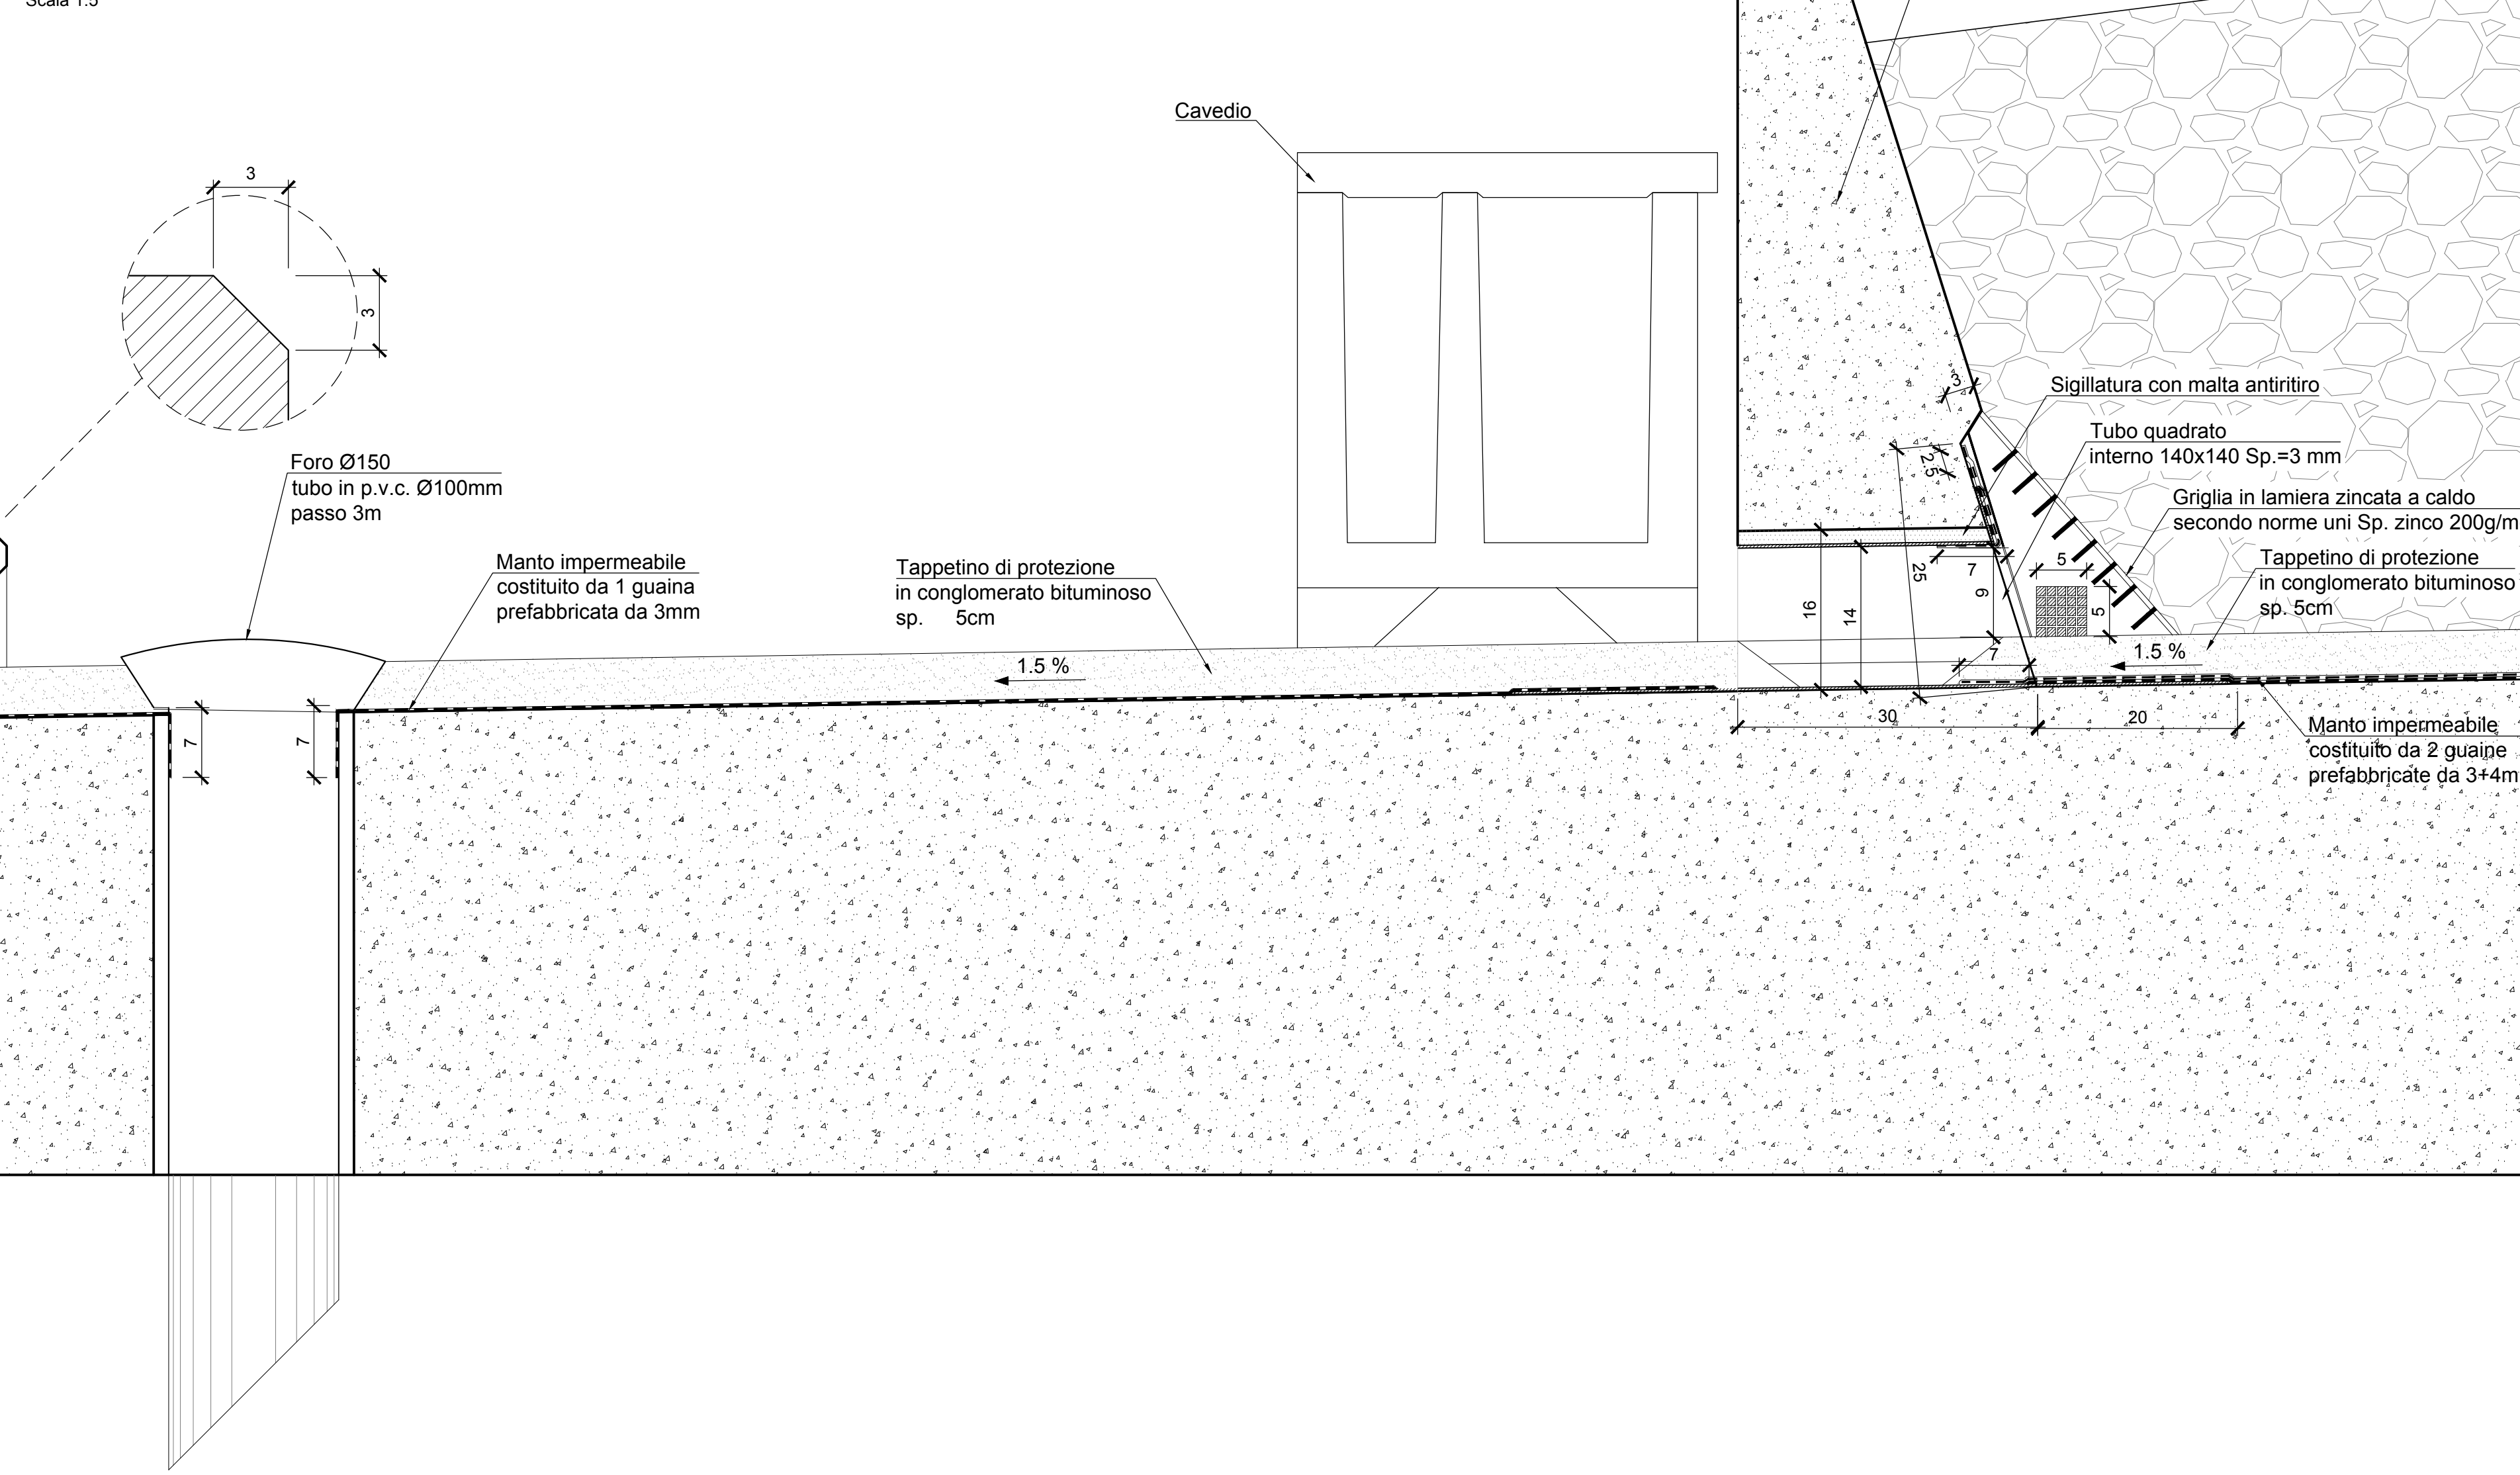 Scala 1:5
Cavedio
3
3
Foro Ø150
tubo in p.v.c. Ø100mm
passo 3m
Manto impermeabile
costituito da 1 guaina
prefabbricata da 3mm
Tappetino di protezione
in conglomerato bituminoso
sp. 5cm
1.5 %
7
7
3
Sigillatura con malta antiritiro
Tubo quadrato
interno 140x140 Sp.=3 mm
Griglia in lamiera zincata a caldo
secondo norme uni Sp. zinco 200g/m
Tappetino di protezione
in conglomerato bituminoso
sp. 5cm
2.5
25
7
9
5
5
16
14
7
1.5 %
30
20
Manto impermeabile
costituito da 2 guaine
prefabbricate da 3+4m